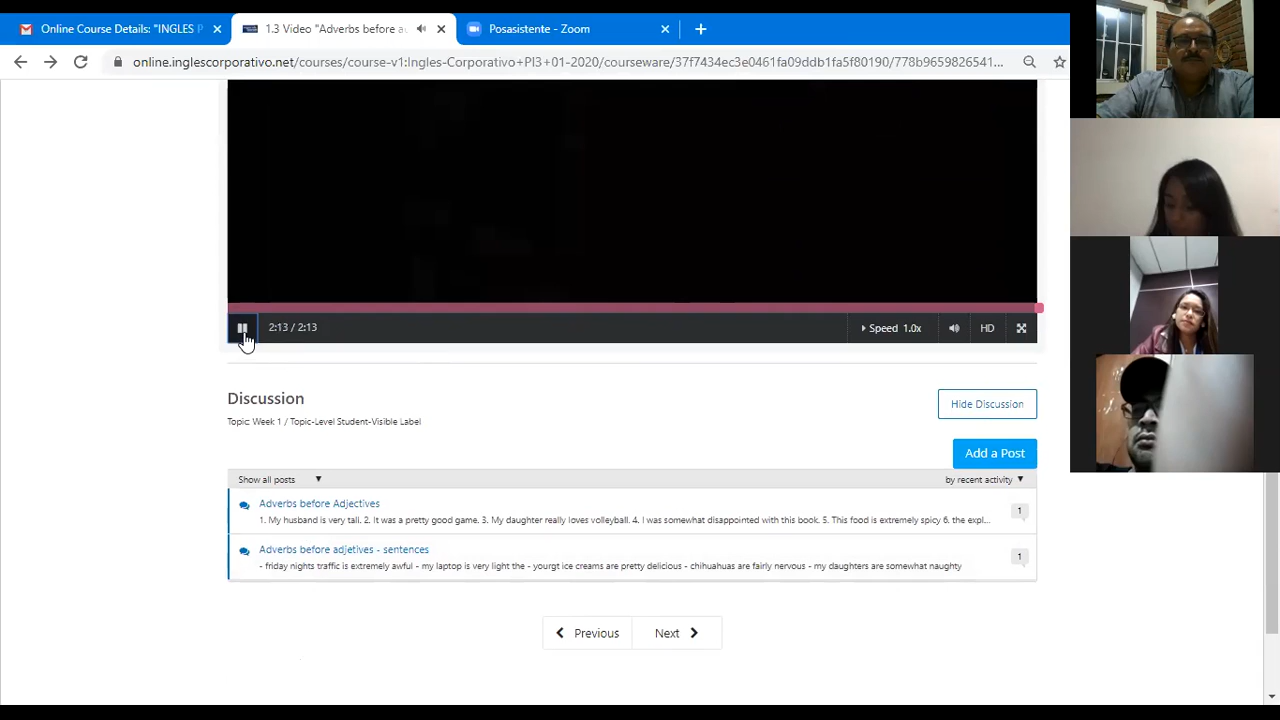 Online Course Details: "INGLES P
1.3 Video "Adverbs before a
Posasistente - Zoom
online.inglescorporativo.net/courses/course-v1:Ingles-Corporativo+PI3+01-2020/courseware/37f7434ec3e0461fa09ddb1fa5f80190/778b9659826541...
2:13 / 2:13
Speed 1.0x
HD
Discussion
Hide Discussion
Topic: Week 1 / Topic-Level Student-Visible Label
Add a Post
Show all posts
by recent activity
Adverbs before Adjectives
1
1. My husband is very tall. 2. It was a pretty good game. 3. My daughter really loves volleyball. 4. I was somewhat disappointed with this book. 5. This food is extremely spicy 6. the expl...
Adverbs before adjetives - sentences
1
- friday nights traffic is extremely awful - my laptop is very light the - yourgt ice creams are pretty delicious - chihuahuas are fairly nervous - my daughters are somewhat naughty
Previous
Next